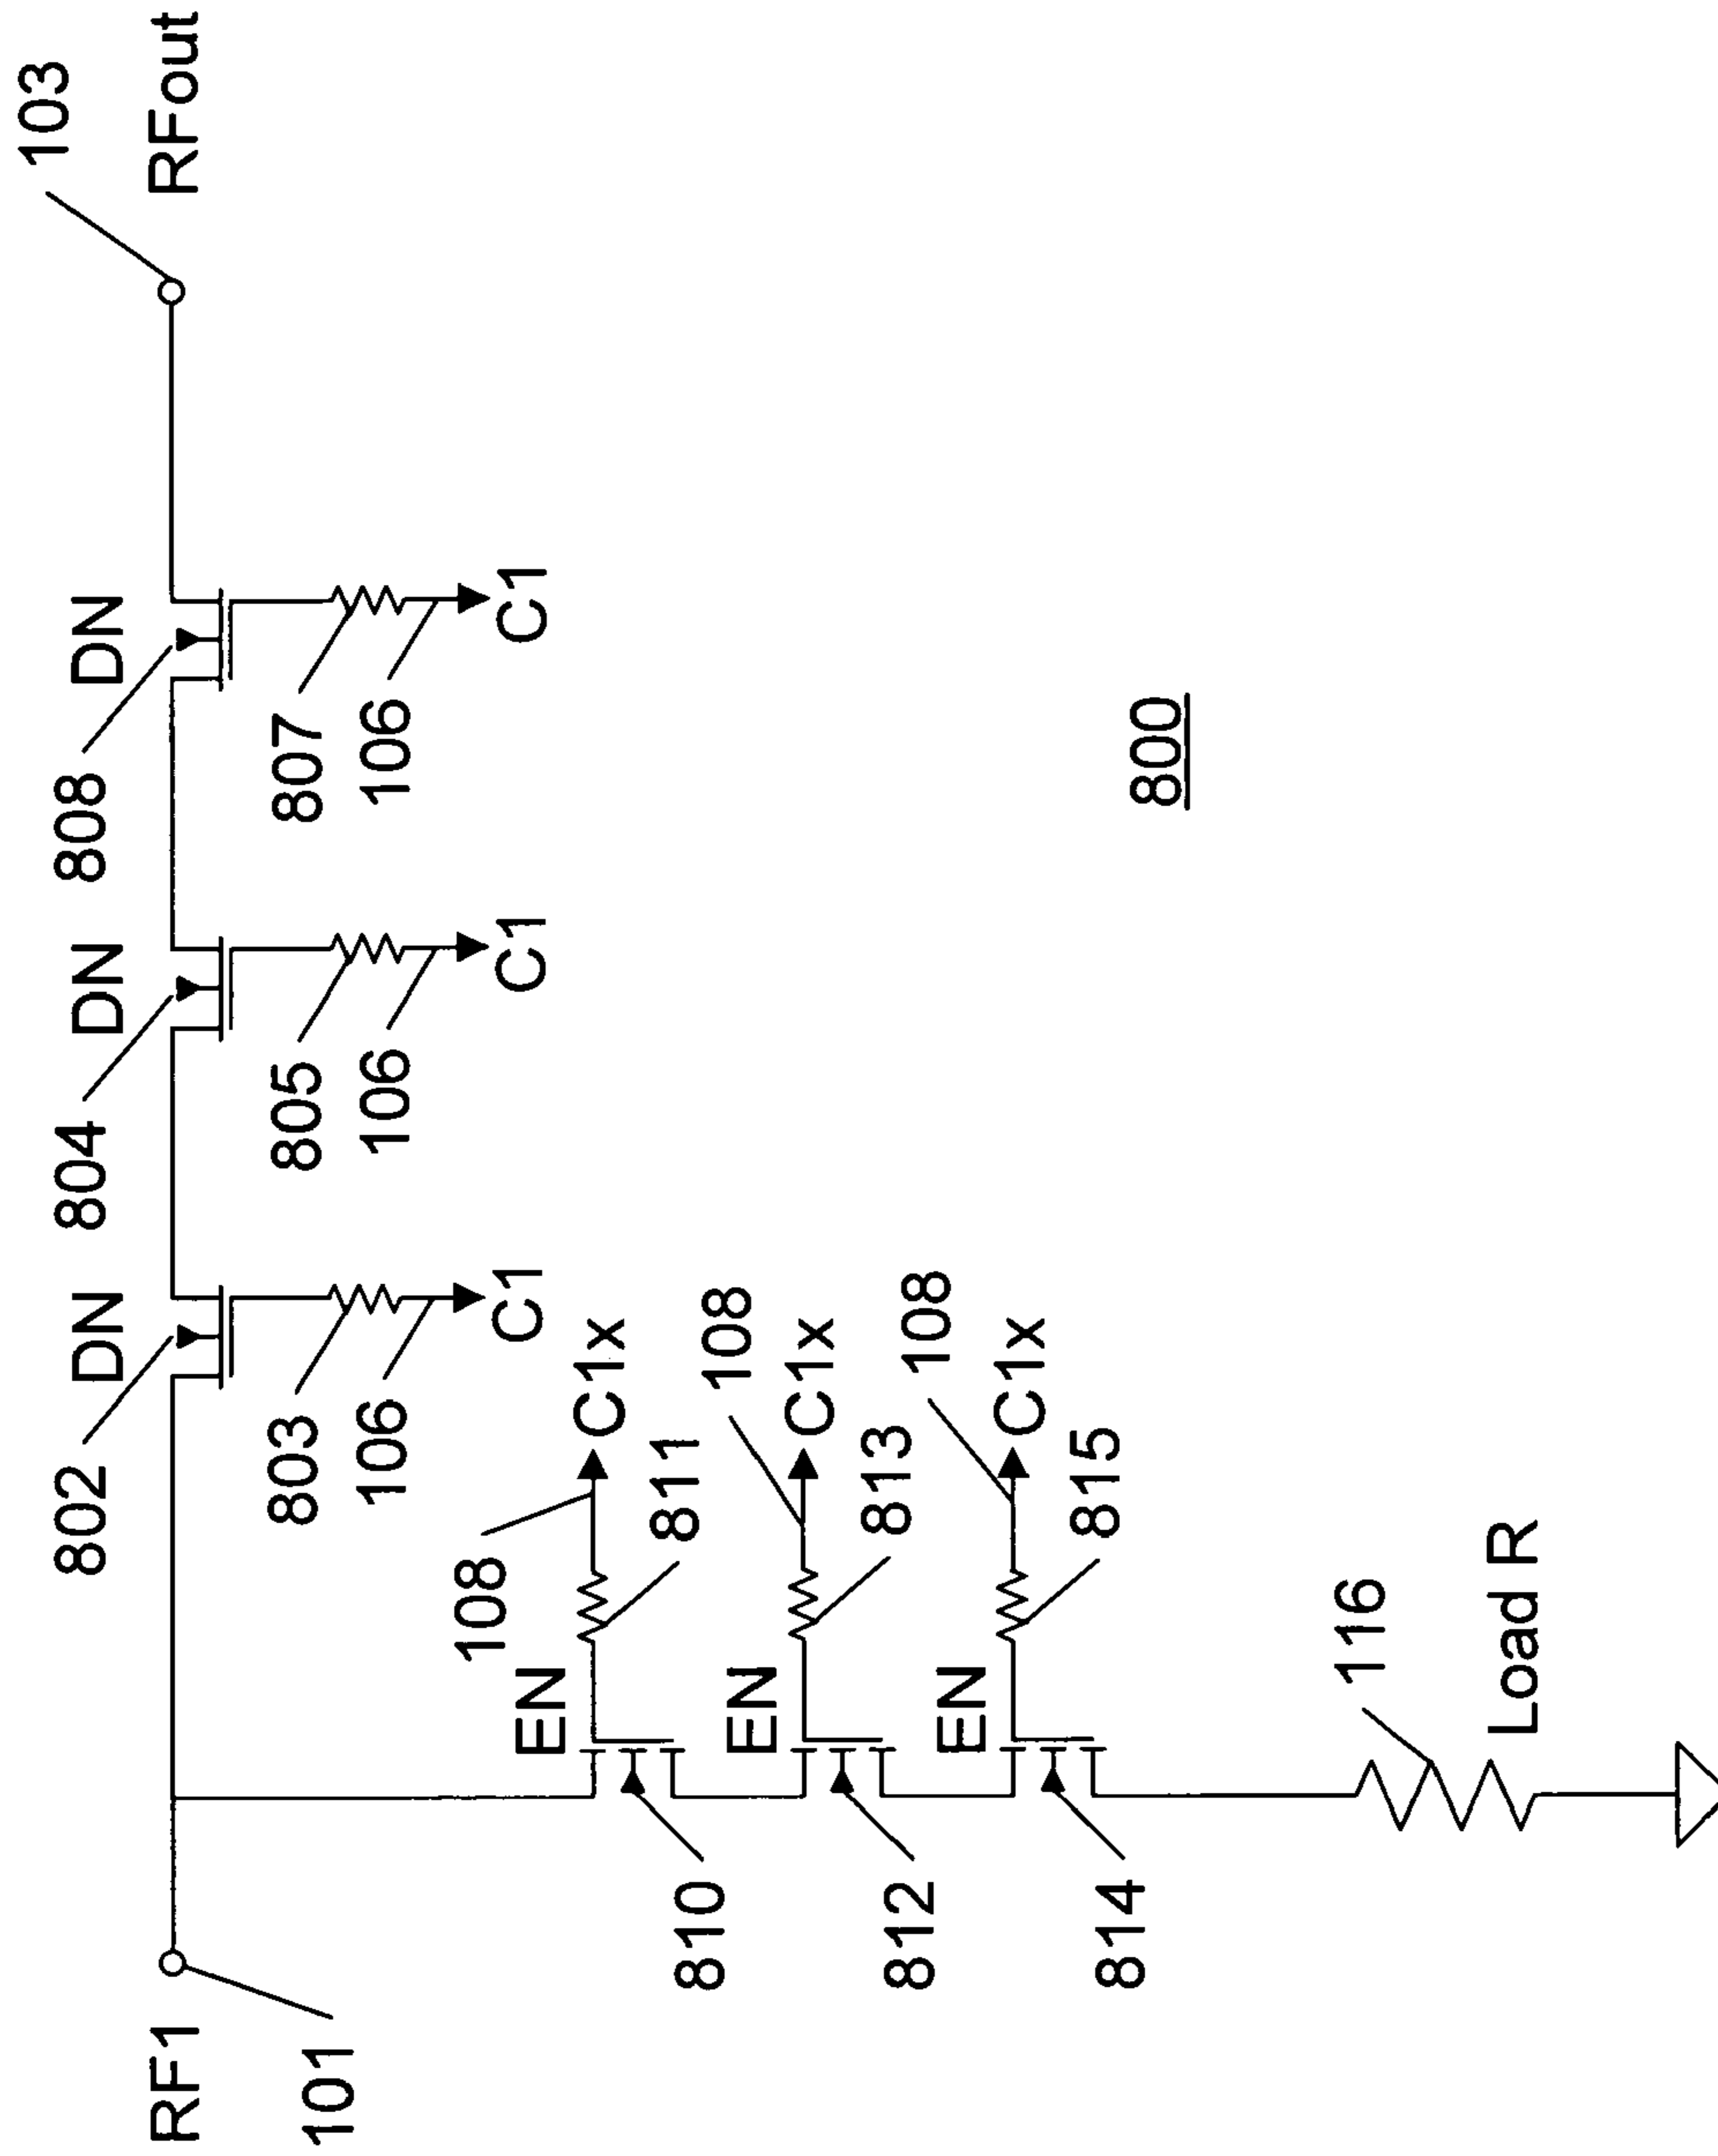 103
802 DN 804 DN 808 DN
RF1 RFout
101 803 805 807
106 106 106
108 C1 C1 C1
EN C1x
810 811 108
EN C1x
812 813 108
EN C1x
814 815 800
116
Load R